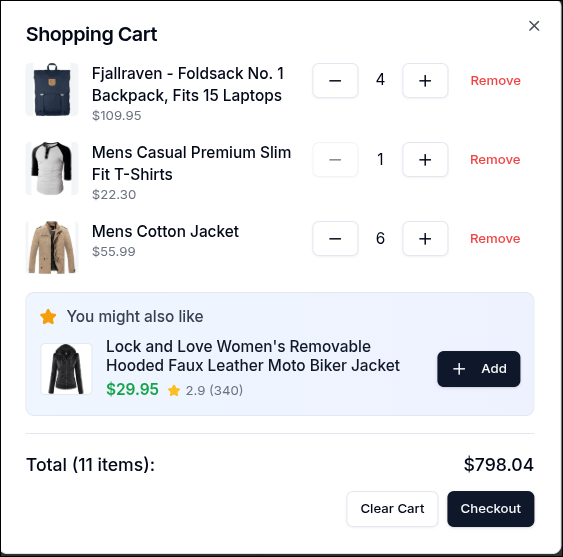 Shopping Cart
Fjallraven - Foldsack No. 1
Backpack, Fits 15 Laptops
$109.95
4
Remove
Mens Casual Premium Slim
Fit T-Shirts
$22.30
1
Remove
Mens Cotton Jacket
$55.99
6
Remove
You might also like
Lock and Love Women's Removable
Hooded Faux Leather Moto Biker Jacket
$29.95 2.9 (340)
Add
Total (11 items): $798.04
Clear Cart Checkout